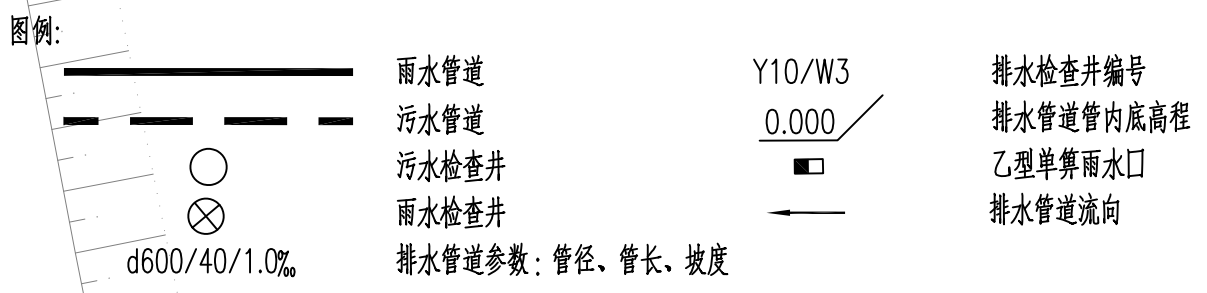 图例:
雨水管道 Y10/W3 排水检查井编号
污水管道 0.000 排水管道管内底高程
污水检查井 乙型单箅雨水口
雨水检查井 排水管道流向
d600/40/1.0‰ 排水管道参数：管径、管长、坡度